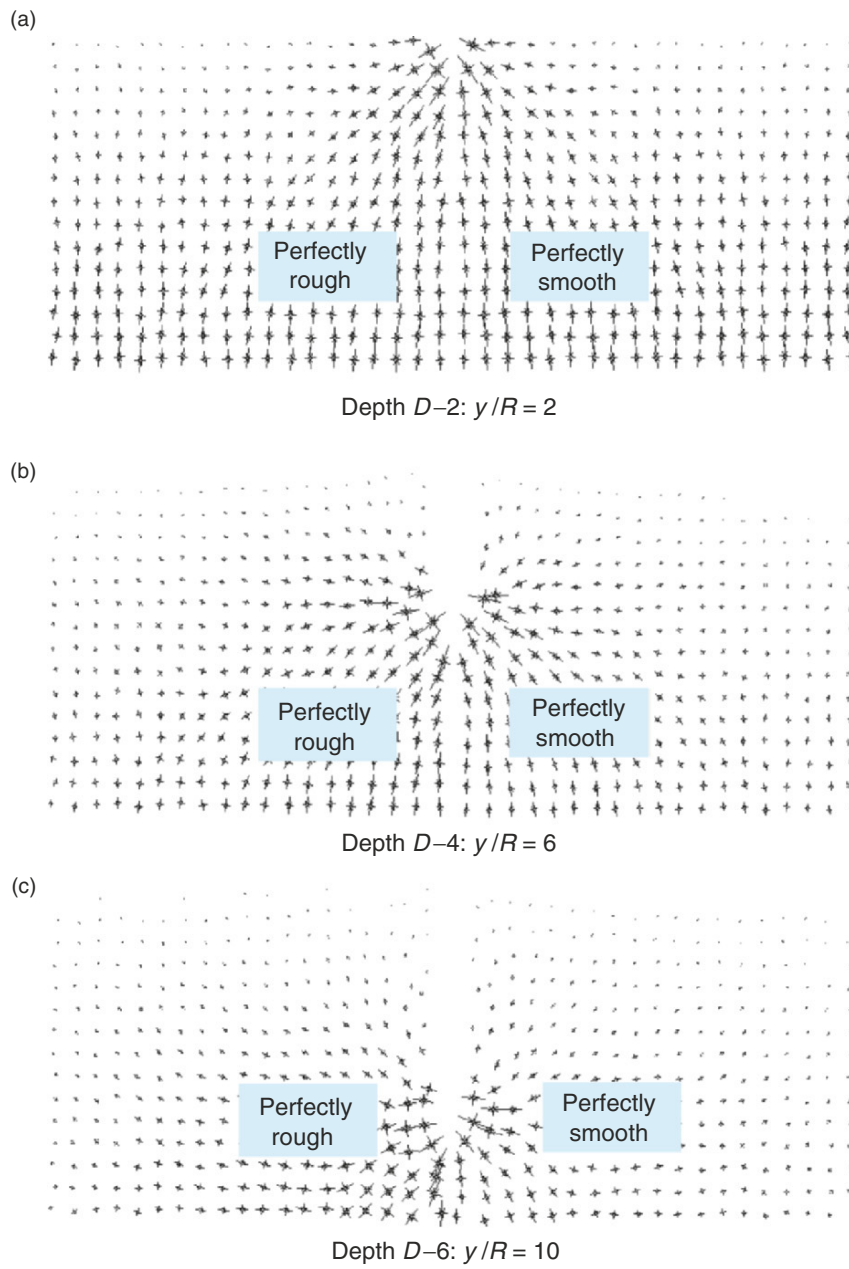 (a)
Perfectly
rough
Perfectly
smooth
Depth D–2: y/R = 2
(b)
Perfectly
rough
Perfectly
smooth
Depth D–4: y/R = 6
(c)
Perfectly
rough
Perfectly
smooth
Depth D–6: y/R = 10